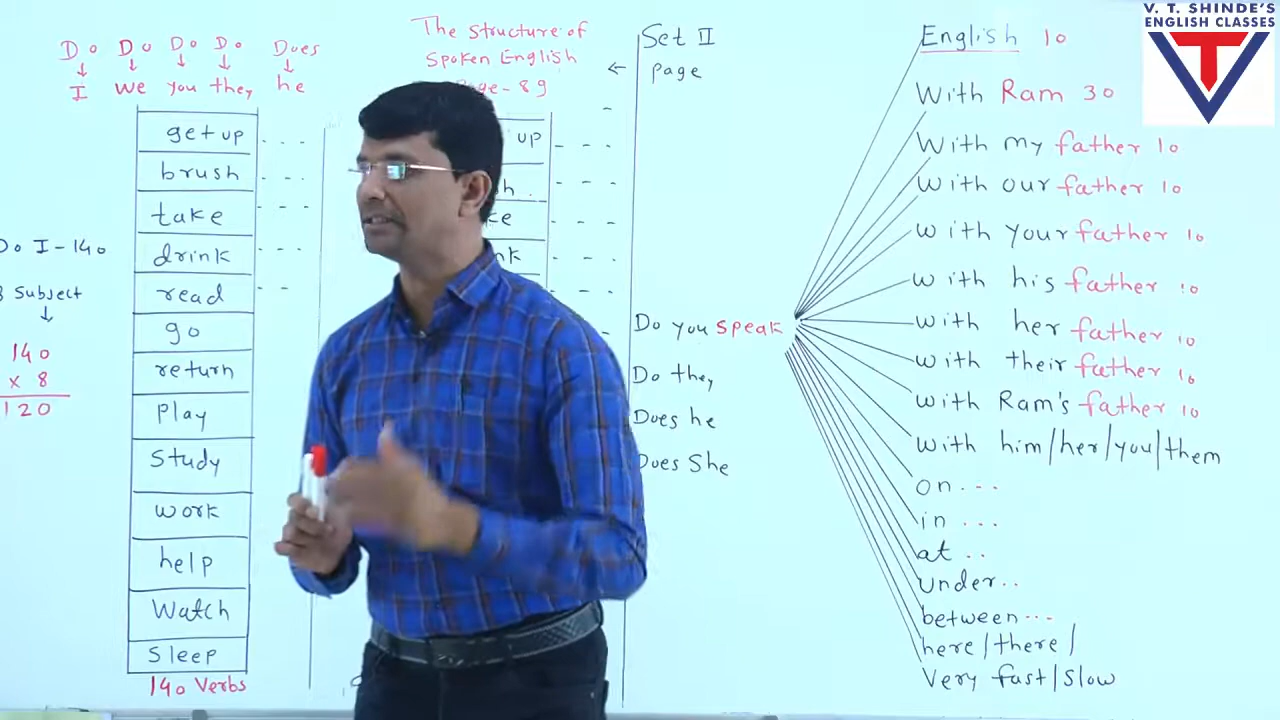 Do Do Do Do Does
I we you they he
get up
brush
take
drink
read
go
return
play
study
work
help
Watch
Sleep
140 Verbs
Do I - 140
Subject
140
x 8
120
The Structure of
Spoken English
- 89
up
Set II
← page
Do you speak
Do they
Does he
Does She
English 10
With Ram 30
With my father 10
With our father 10
with your father 10
with his father 10
with her father 10
with their father 10
with Ram's father 10
with him/her/you/them
on ---
in ...
at ..
under..
between ...
here/there/
Very fast/slow
V. T. SHINDE'S
ENGLISH CLASSES